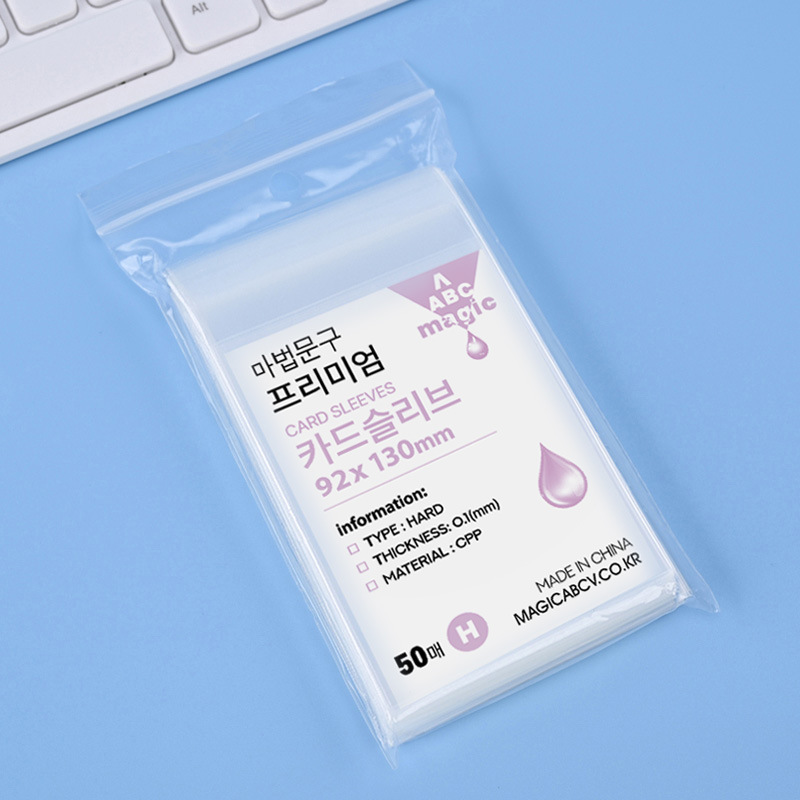 Alt
ABC
magic
마법문구
프리미엄
CARD SLEEVES
카드슬리브
92x130mm
information:
TYPE : HARD
THICKNESS: 0.1(mm)
MATERIAL : CPP
MADE IN CHINA
MAGICABCV.CO.KR
50매 H